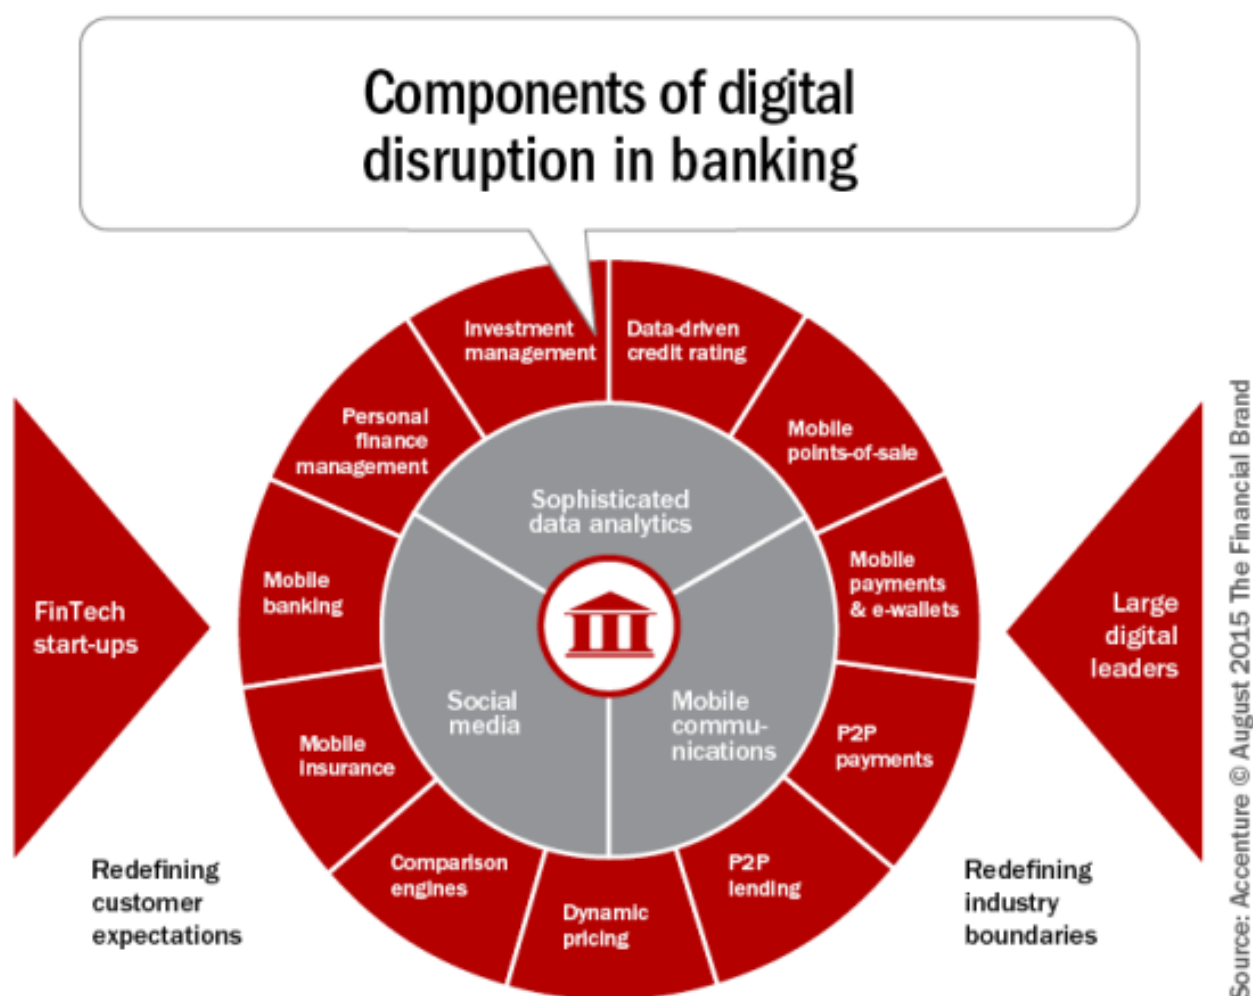 Components of digital
disruption in banking
Investment
management
Data-driven
credit rating
Mobile
points-of-sale
Mobile
payments
& e-wallets
P2P
payments
P2P
lending
Dynamic
pricing
Comparison
engines
Mobile
Insurance
Mobile
banking
Personal
finance
management
Sophisticated
data analytics
Social
media
Mobile
commu-
nications
FinTech
start-ups
Large
digital
leaders
Redefining
customer
expectations
Redefining
industry
boundaries
Source: Accenture © August 2015 The Financial Brand